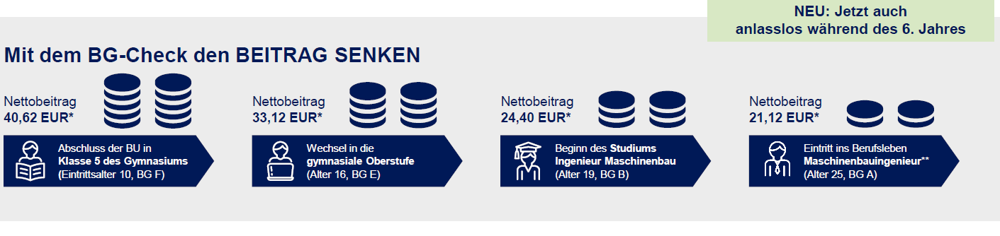 NEU: Jetzt auch
anlasslos während des 6. Jahres
Mit dem BG-Check den BEITRAG SENKEN
Nettobeitrag
40,62 EUR*
Abschluss der BU in
Klasse 5 des Gymnasiums
(Eintrittsalter 10, BG F)
Nettobeitrag
33,12 EUR*
Wechsel in die
gymnasiale Oberstufe
(Alter 16, BG E)
Nettobeitrag
24,40 EUR*
Beginn des Studiums
Ingenieur Maschinenbau
(Alter 19, BG B)
Nettobeitrag
21,12 EUR*
Eintritt ins Berufsleben
Maschinenbauingenieur**
(Alter 25, BG A)